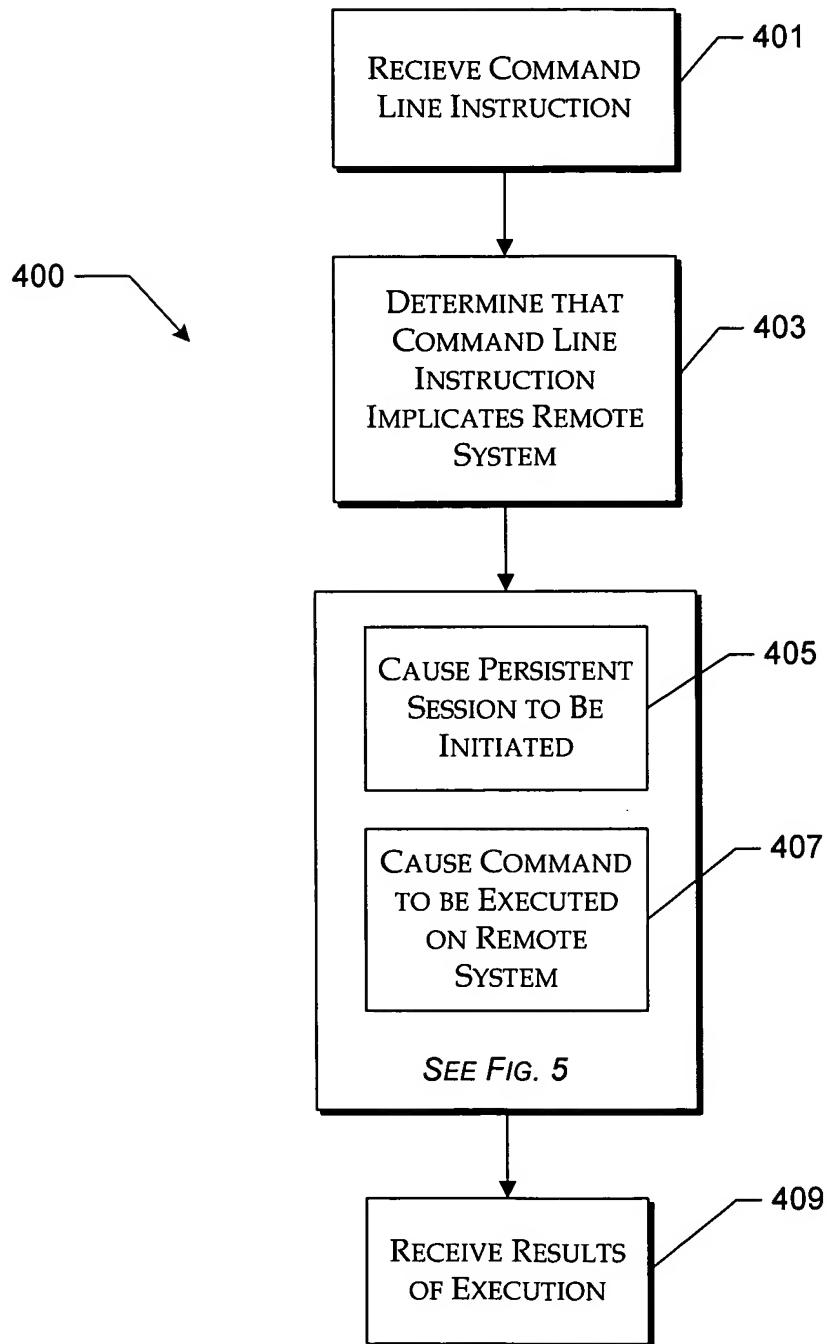 401
RECIEVE COMMAND
LINE INSTRUCTION
400
DETERMINE THAT
COMMAND LINE
INSTRUCTION
IMPLICATES REMOTE
SYSTEM
403
CAUSE PERSISTENT
SESSION TO BE
INITIATED
405
CAUSE COMMAND
TO BE EXECUTED
ON REMOTE
SYSTEM
407
SEE FIG. 5
409
RECEIVE RESULTS
OF EXECUTION